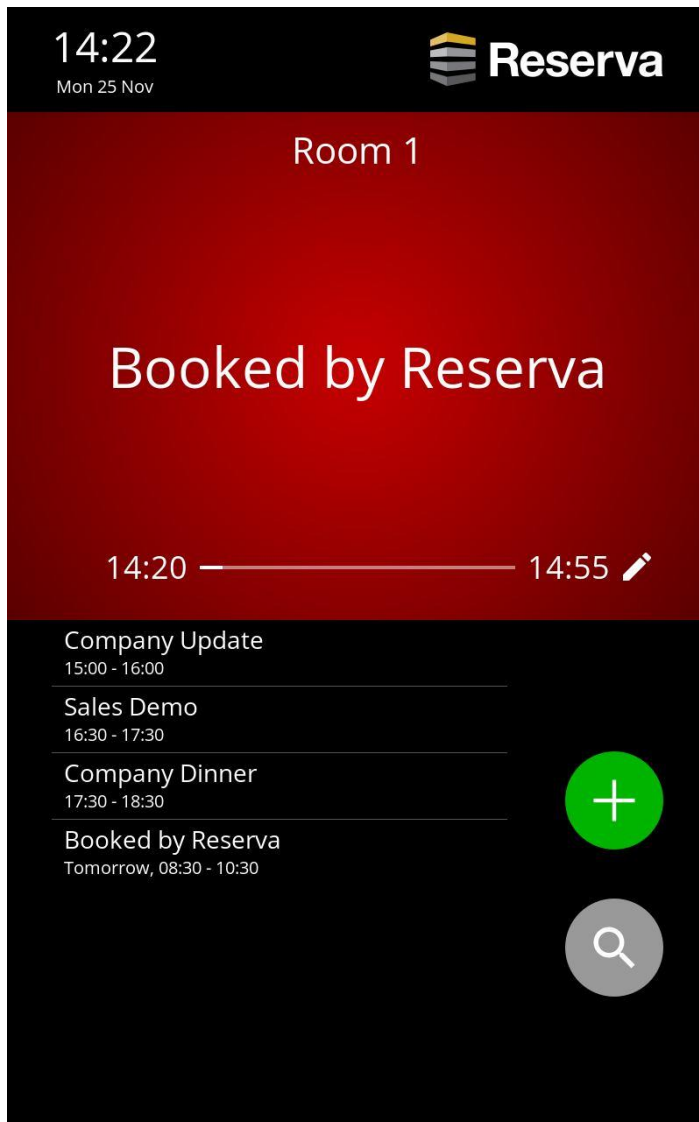 14:22
Mon 25 Nov
Reserva
Room 1
Booked by Reserva
14:20
14:55
Company Update
15:00 - 16:00
Sales Demo
16:30 - 17:30
Company Dinner
17:30 - 18:30
Booked by Reserva
Tomorrow, 08:30 - 10:30